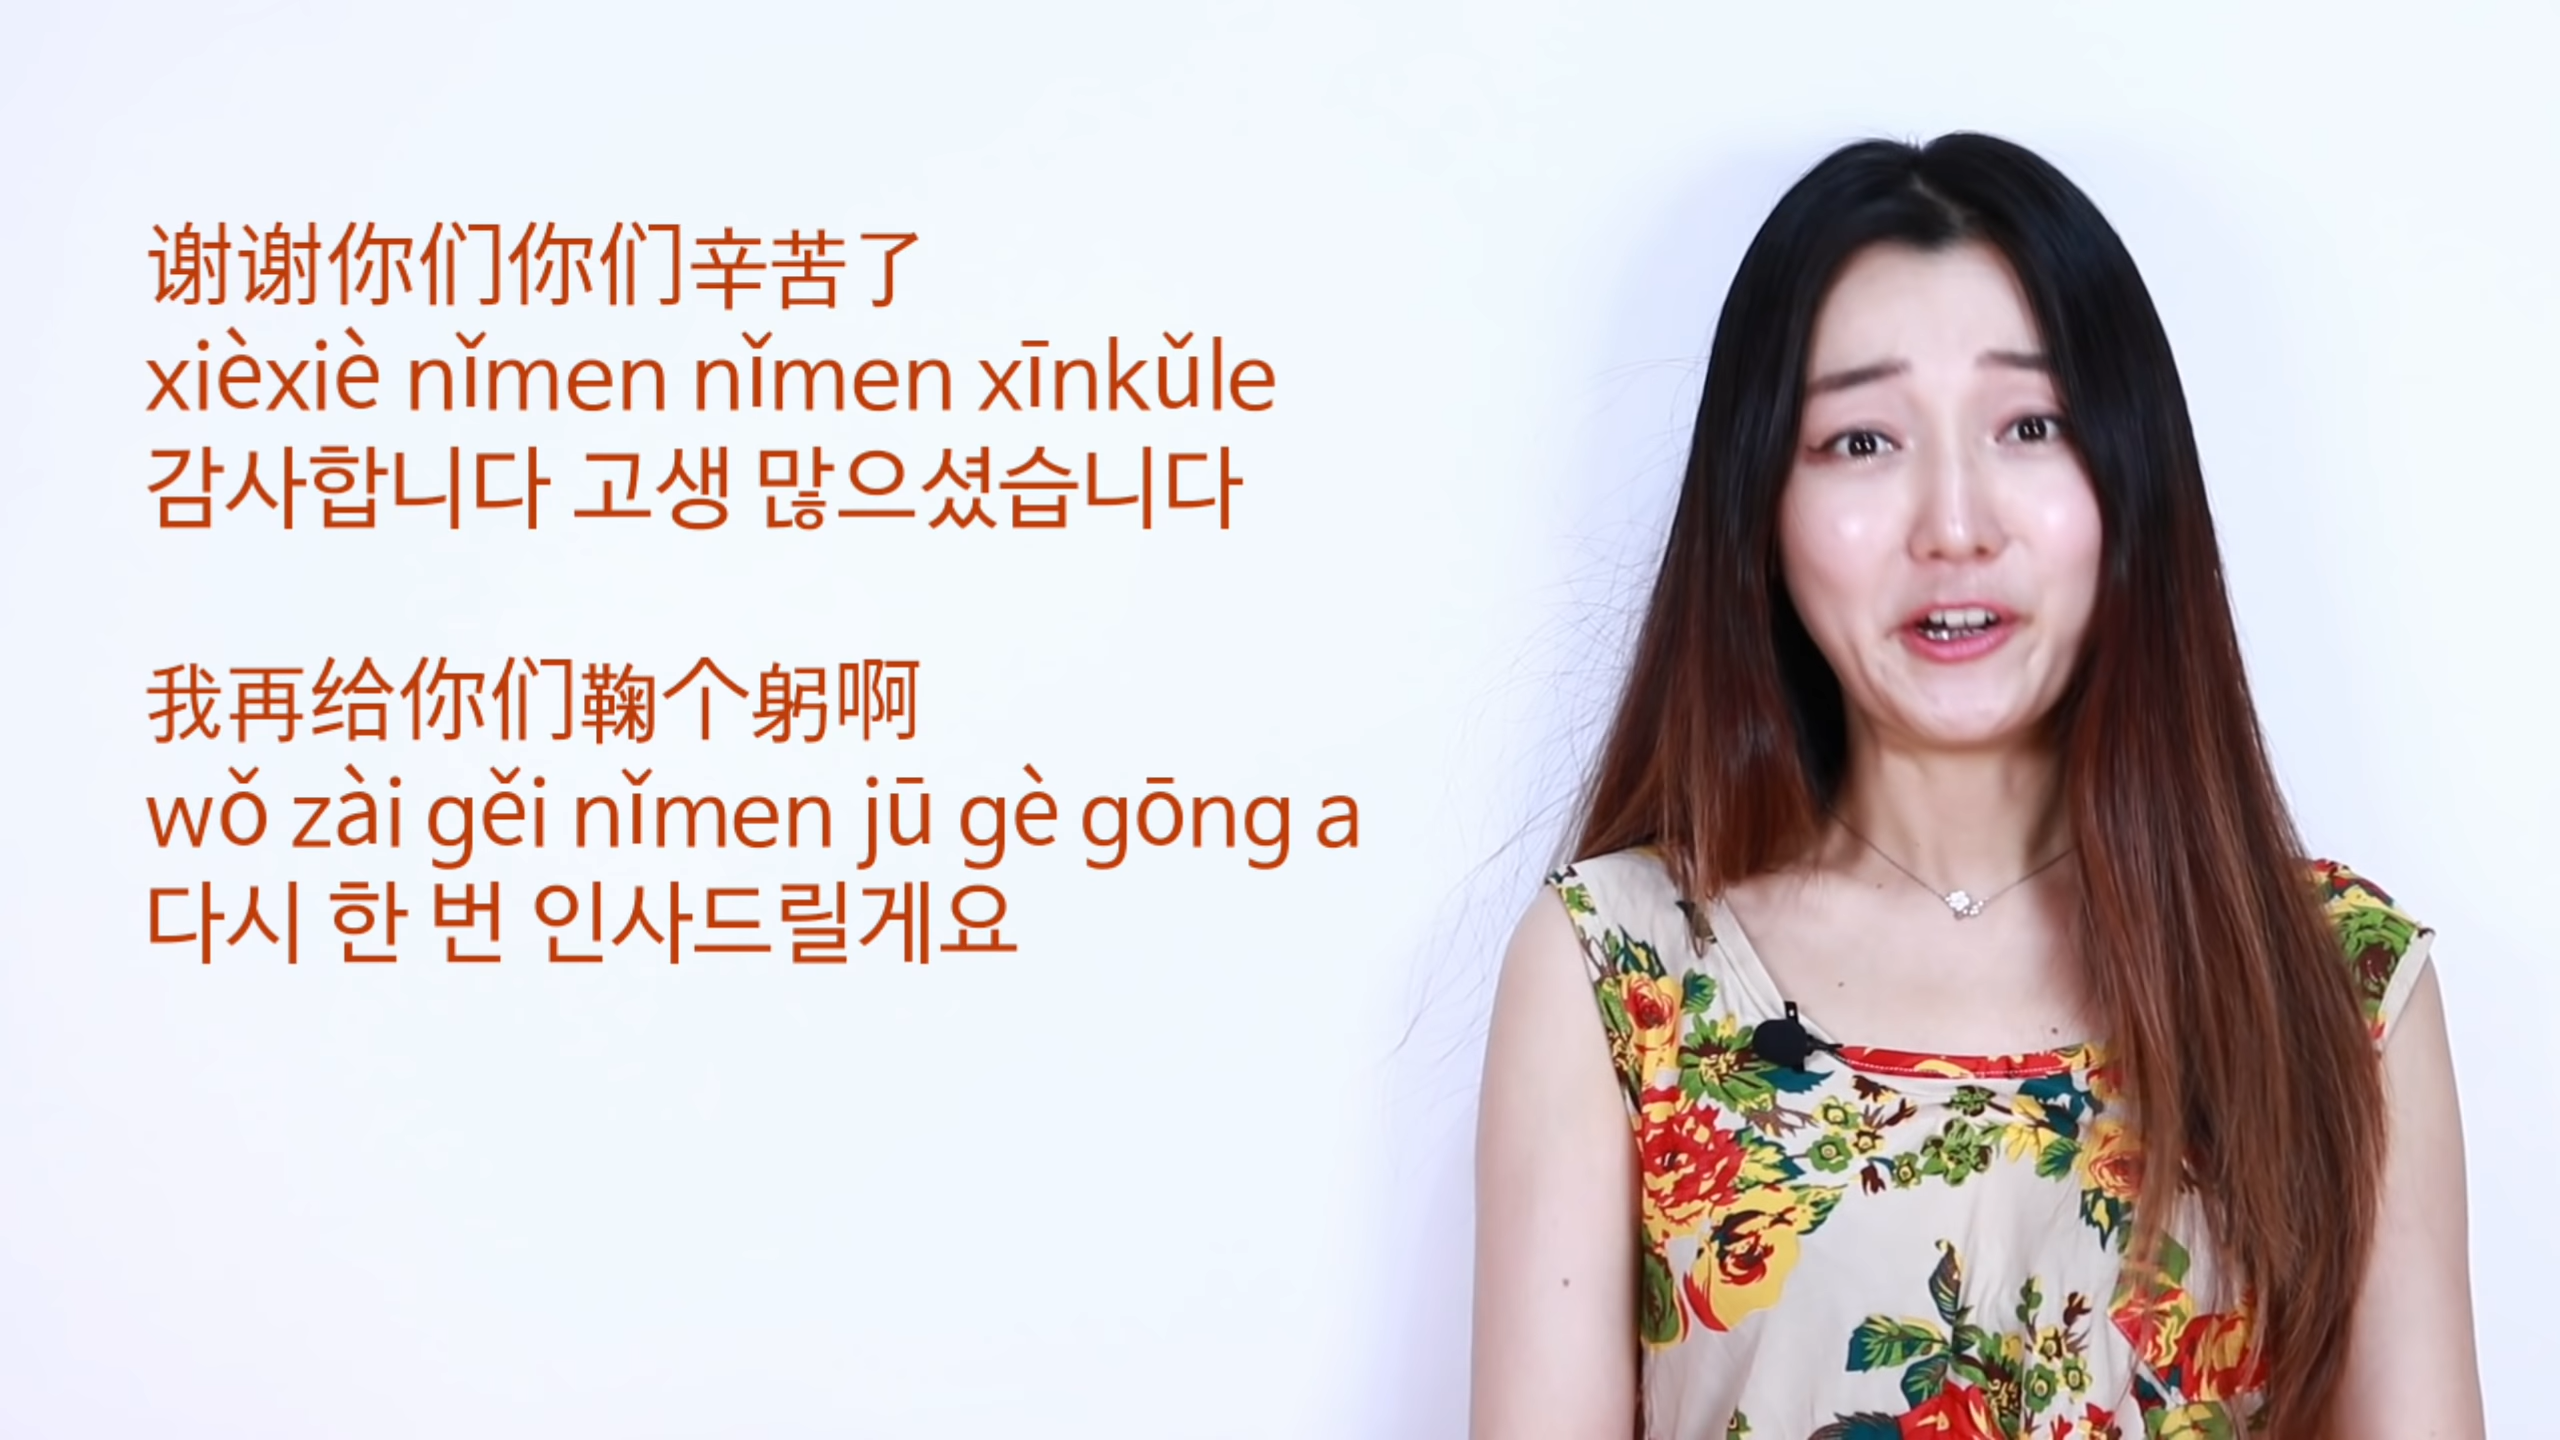 谢谢你们你们辛苦了
xièxiè nǐmen nǐmen xīnkǔle
감사합니다 고생 많으셨습니다
我再给你们鞠个躬啊
wǒ zài gěi nǐmen jū gè gōng a
다시 한 번 인사드릴게요